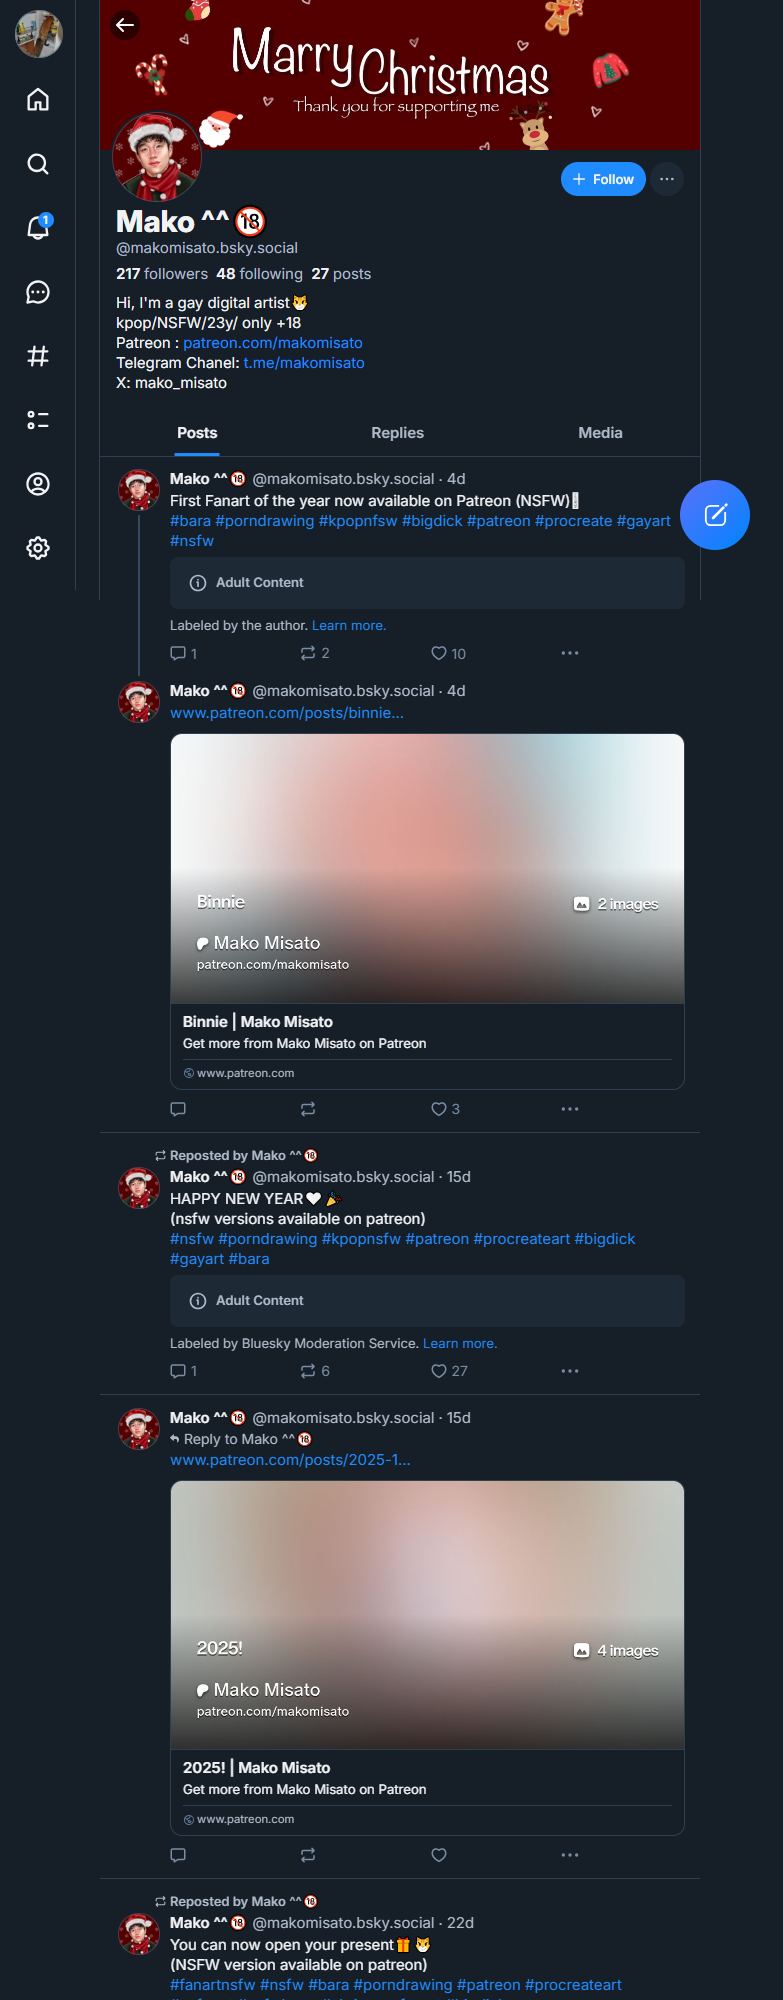 Marry Christmas
Thank you for supporting me
Follow
Mako ^^🔞
@makomisato.bsky.social
217 followers 48 following 27 posts
Hi, I'm a gay digital artist🐱
kpop/NSFW/23y/ only +18
Patreon : patreon.com/makomisato
Telegram Chanel: t.me/makomisato
X: mako_misato
Posts Replies Media
1
Mako ^^🔞 @makomisato.bsky.social · 4d
First Fanart of the year now available on Patreon (NSFW)
#bara #porndrawing #kpopnfsw #bigdick #patreon #procreate #gayart
#nsfw
Adult Content
Labeled by the author. Learn more.
1 2 10
Mako ^^🔞 @makomisato.bsky.social · 4d
www.patreon.com/posts/binnie...
Binnie
2 images
Mako Misato
patreon.com/makomisato
Binnie | Mako Misato
Get more from Mako Misato on Patreon
www.patreon.com
3
Reposted by Mako ^^🔞
Mako ^^🔞 @makomisato.bsky.social · 15d
HAPPY NEW YEAR🤍🎉
(nsfw versions available on patreon)
#nsfw #porndrawing #kpopnsfw #patreon #procreateart #bigdick
#gayart #bara
Adult Content
Labeled by Bluesky Moderation Service. Learn more.
1 6 27
Mako ^^🔞 @makomisato.bsky.social · 15d
Reply to Mako ^^🔞
www.patreon.com/posts/2025-1...
2025!
4 images
Mako Misato
patreon.com/makomisato
2025! | Mako Misato
Get more from Mako Misato on Patreon
www.patreon.com
Reposted by Mako ^^🔞
Mako ^^🔞 @makomisato.bsky.social · 22d
You can now open your present🎁🐱
(NSFW version available on patreon)
#fanartnsfw #nsfw #bara #porndrawing #patreon #procreateart